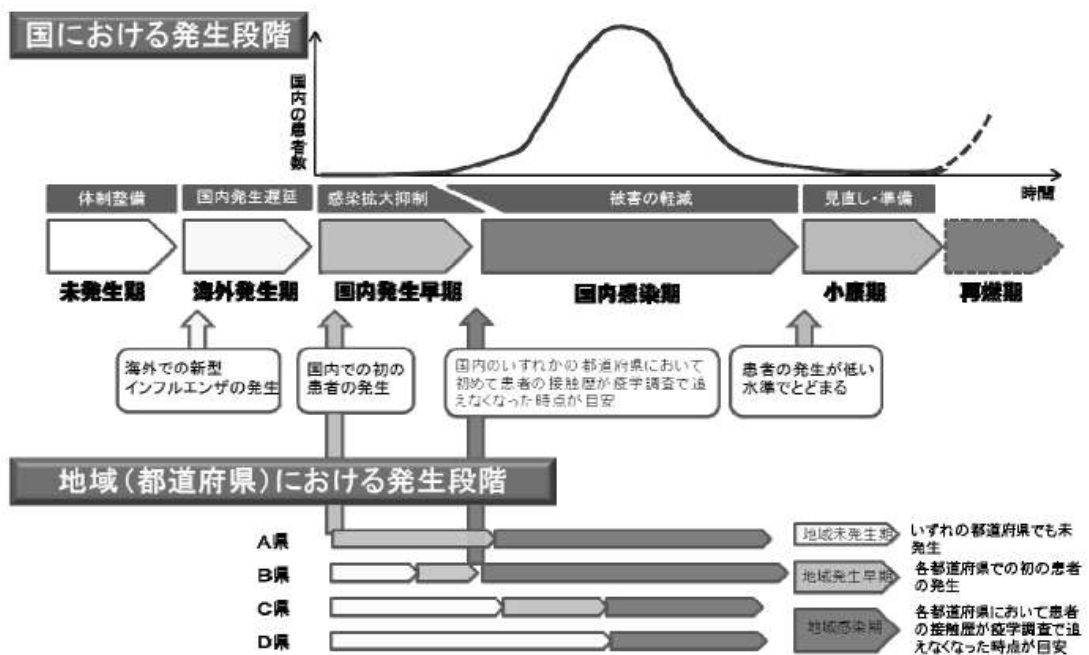 国における発生段階
国内の患者数
時間
体制整備
国内発生遅延
感染拡大抑制
被害の軽減
見直し・準備
未発生期
海外発生期
国内発生早期
国内感染期
小康期
再燃期
海外での新型
インフルエンザの発生
国内での初の
患者の発生
国内のいずれかの都道府県において
初めて患者の接触歴が疫学調査で追
えなくなった時点が目安
患者の発生が低い
水準でとどまる
地域(都道府県)における発生段階
A県
B県
C県
D県
地域未発生期
いずれの都道府県でも未
発生
地域発生早期
各都道府県での初の患者
の発生
地域感染期
各都道府県において患者
の接触歴が疫学調査で追
えなくなった時点が目安